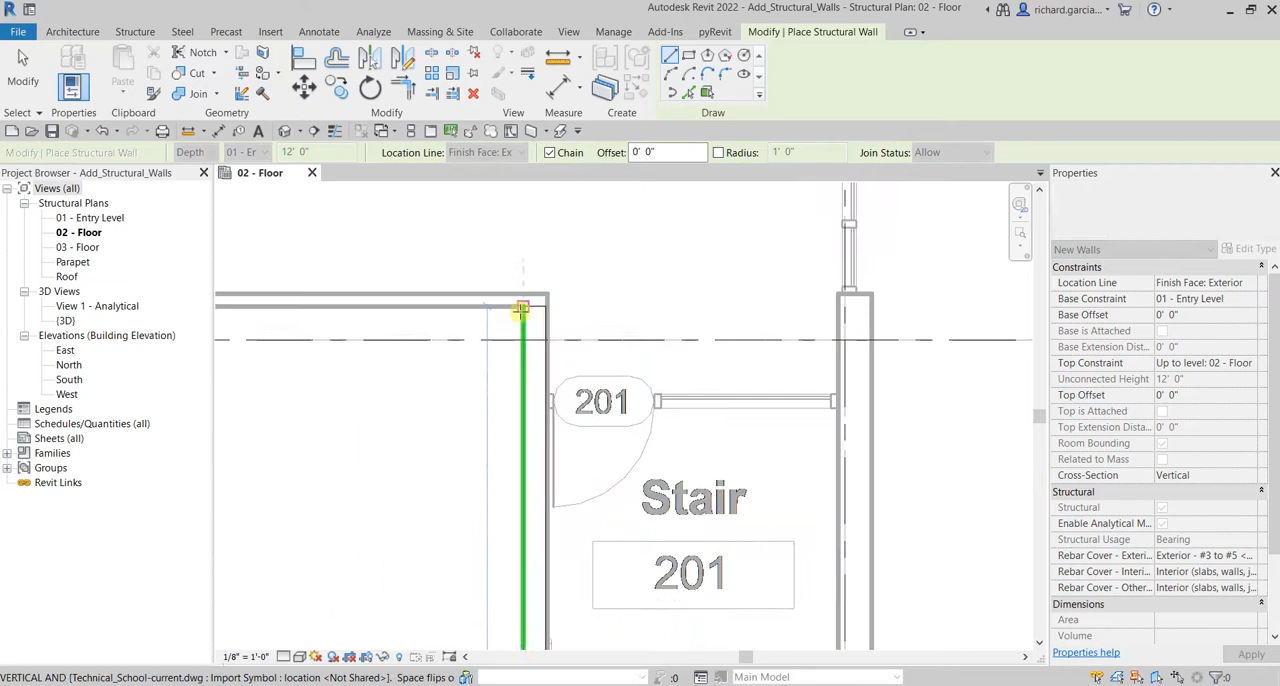 Autodesk Revit 2022 - Add_Structural_Walls - Structural Plan: 02 - Floor
richard.garcia...
File Architecture Structure Steel Precast Insert Annotate Analyze Massing & Site Collaborate View Manage Add-Ins pyRevit Modify | Place Structural Wall
Modify
Paste
Notch
Cut
Join
Select Properties Clipboard Geometry Modify View Measure Create Draw
Modify | Place Structural Wall Depth 01 - Er 12' 0" Location Line: Finish Face: Ex Chain Offset: 0' 0" Radius: 1' 0" Join Status: Allow
Project Browser - Add_Structural_Walls
02 - Floor
Properties
Views (all)
Structural Plans
01 - Entry Level
02 - Floor
03 - Floor
Parapet
Roof
3D Views
View 1 - Analytical
{3D}
Elevations (Building Elevation)
East
North
South
West
Legends
Schedules/Quantities (all)
Sheets (all)
Families
Groups
Revit Links
201
Stair
201
New Walls Edit Type
Constraints
Location Line Finish Face: Exterior
Base Constraint 01 - Entry Level
Base Offset 0' 0"
Base is Attached
Base Extension Dist... 0' 0"
Top Constraint Up to level: 02 - Floor
Unconnected Height 12' 0"
Top Offset 0' 0"
Top is Attached
Top Extension Dista... 0' 0"
Room Bounding
Related to Mass
Cross-Section Vertical
Structural
Structural
Enable Analytical M...
Structural Usage Bearing
Rebar Cover - Exteri... Exterior - #3 to #5 <...
Rebar Cover - Interi... Interior (slabs, walls, j...
Rebar Cover - Other... Interior (slabs, walls, j...
Dimensions
Area
Volume
Properties help Apply
1/8" = 1'-0"
VERTICAL AND [Technical_School-current.dwg : Import Symbol : location <Not Shared>]. Space flips o :0 Main Model :0